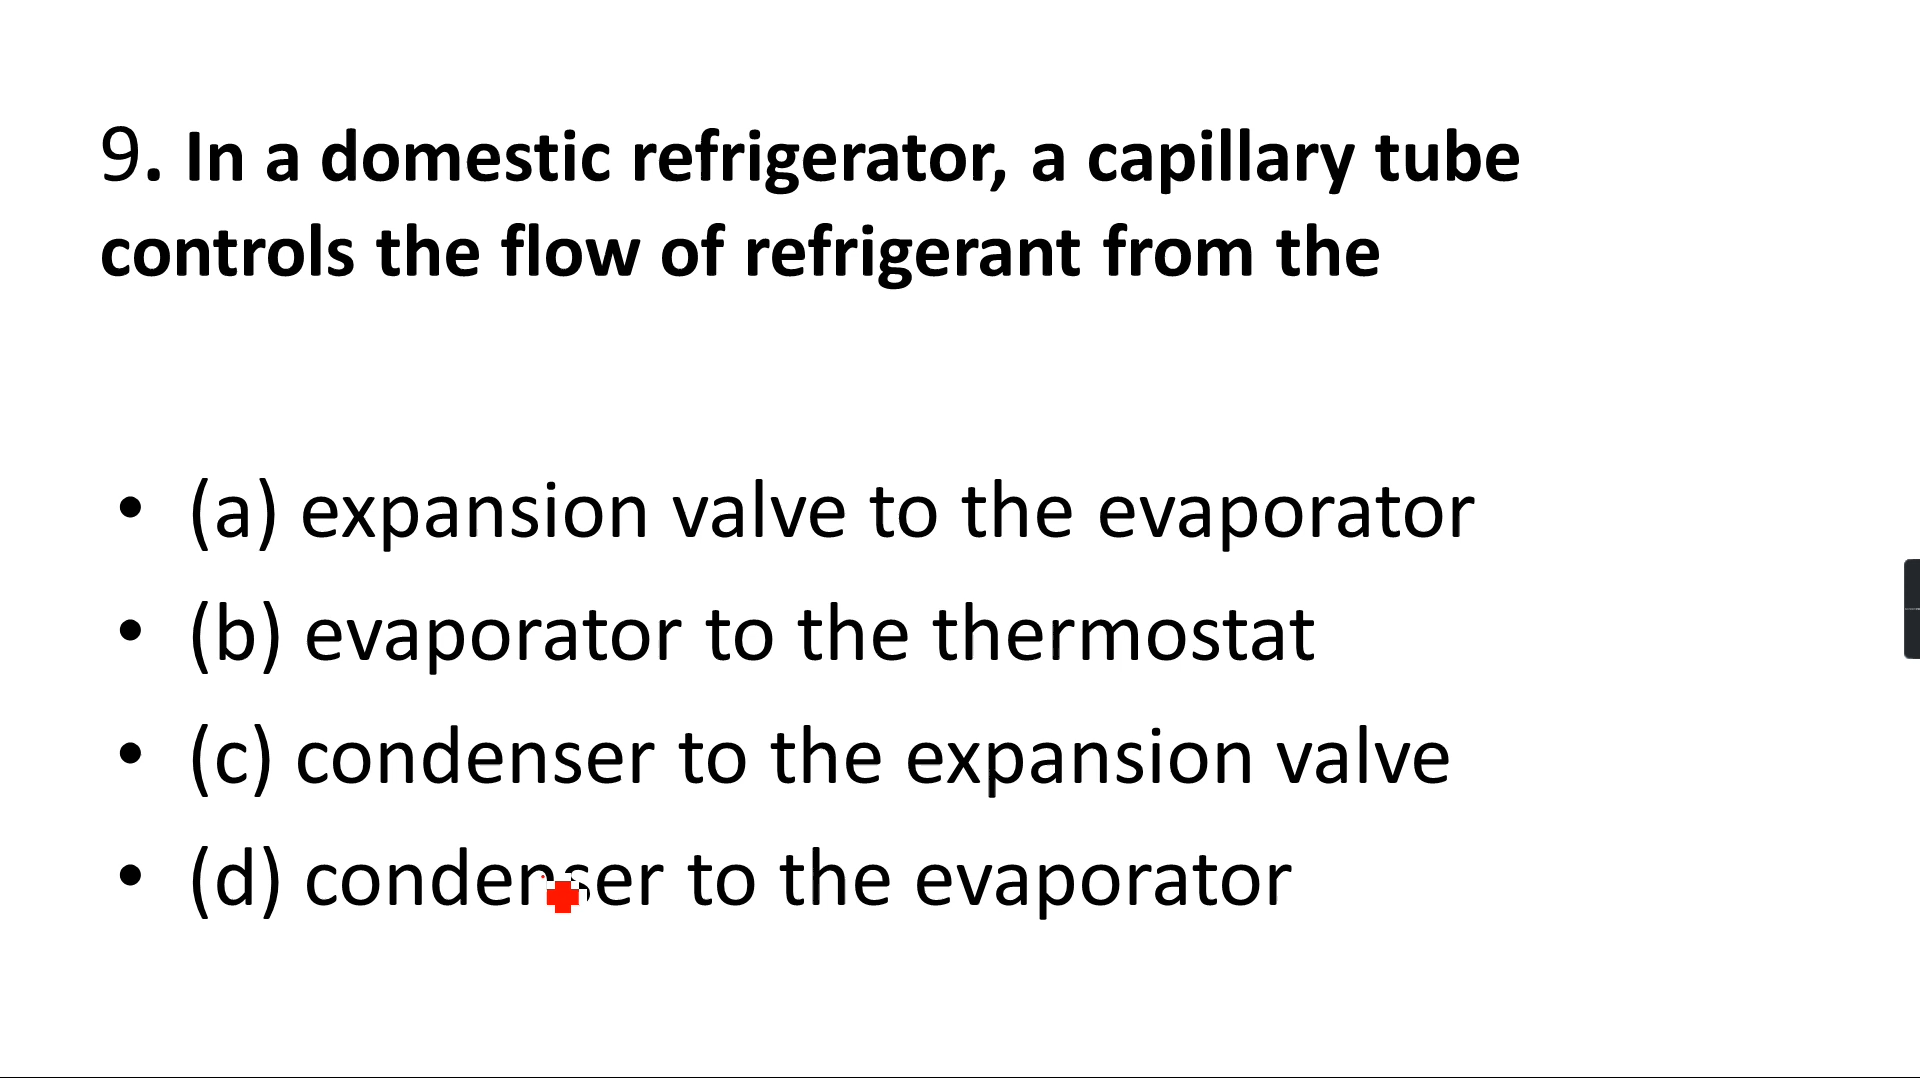 9. In a domestic refrigerator, a capillary tube
controls the flow of refrigerant from the
• (a) expansion valve to the evaporator
• (b) evaporator to the thermostat
• (c) condenser to the expansion valve
• (d) condenser to the evaporator